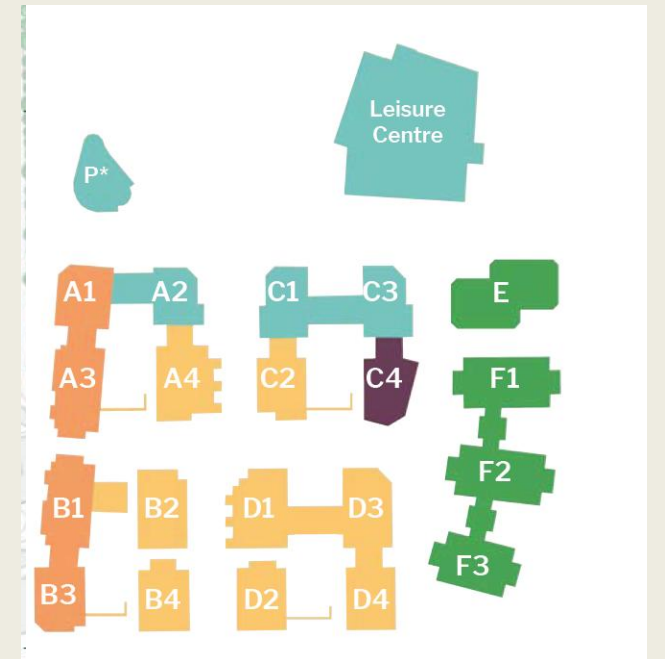 Leisure
Centre
P*
A1 A2 C1 C3 E
A3 A4 C2 C4 F1
F2
B1 B2 D1 D3
F3
B3 B4 D2 D4